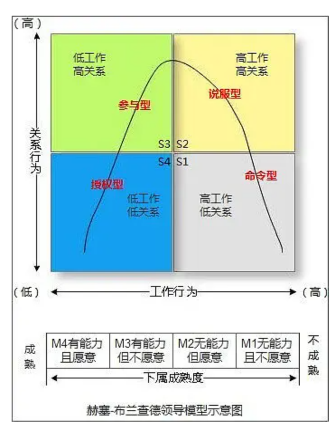 （高）
低工作
高关系
高工作
高关系
参与型
说服型
关系行为
S3
S2
S4
S1
授权型
命令型
低工作
低关系
高工作
低关系
（低）
工作行为
（高）
成熟
M4有能力
且愿意
M3有能力
但不愿意
M2无能力
但愿意
M1无能力
且不愿意
不成熟
下属成熟度
赫塞-布兰查德领导模型示意图